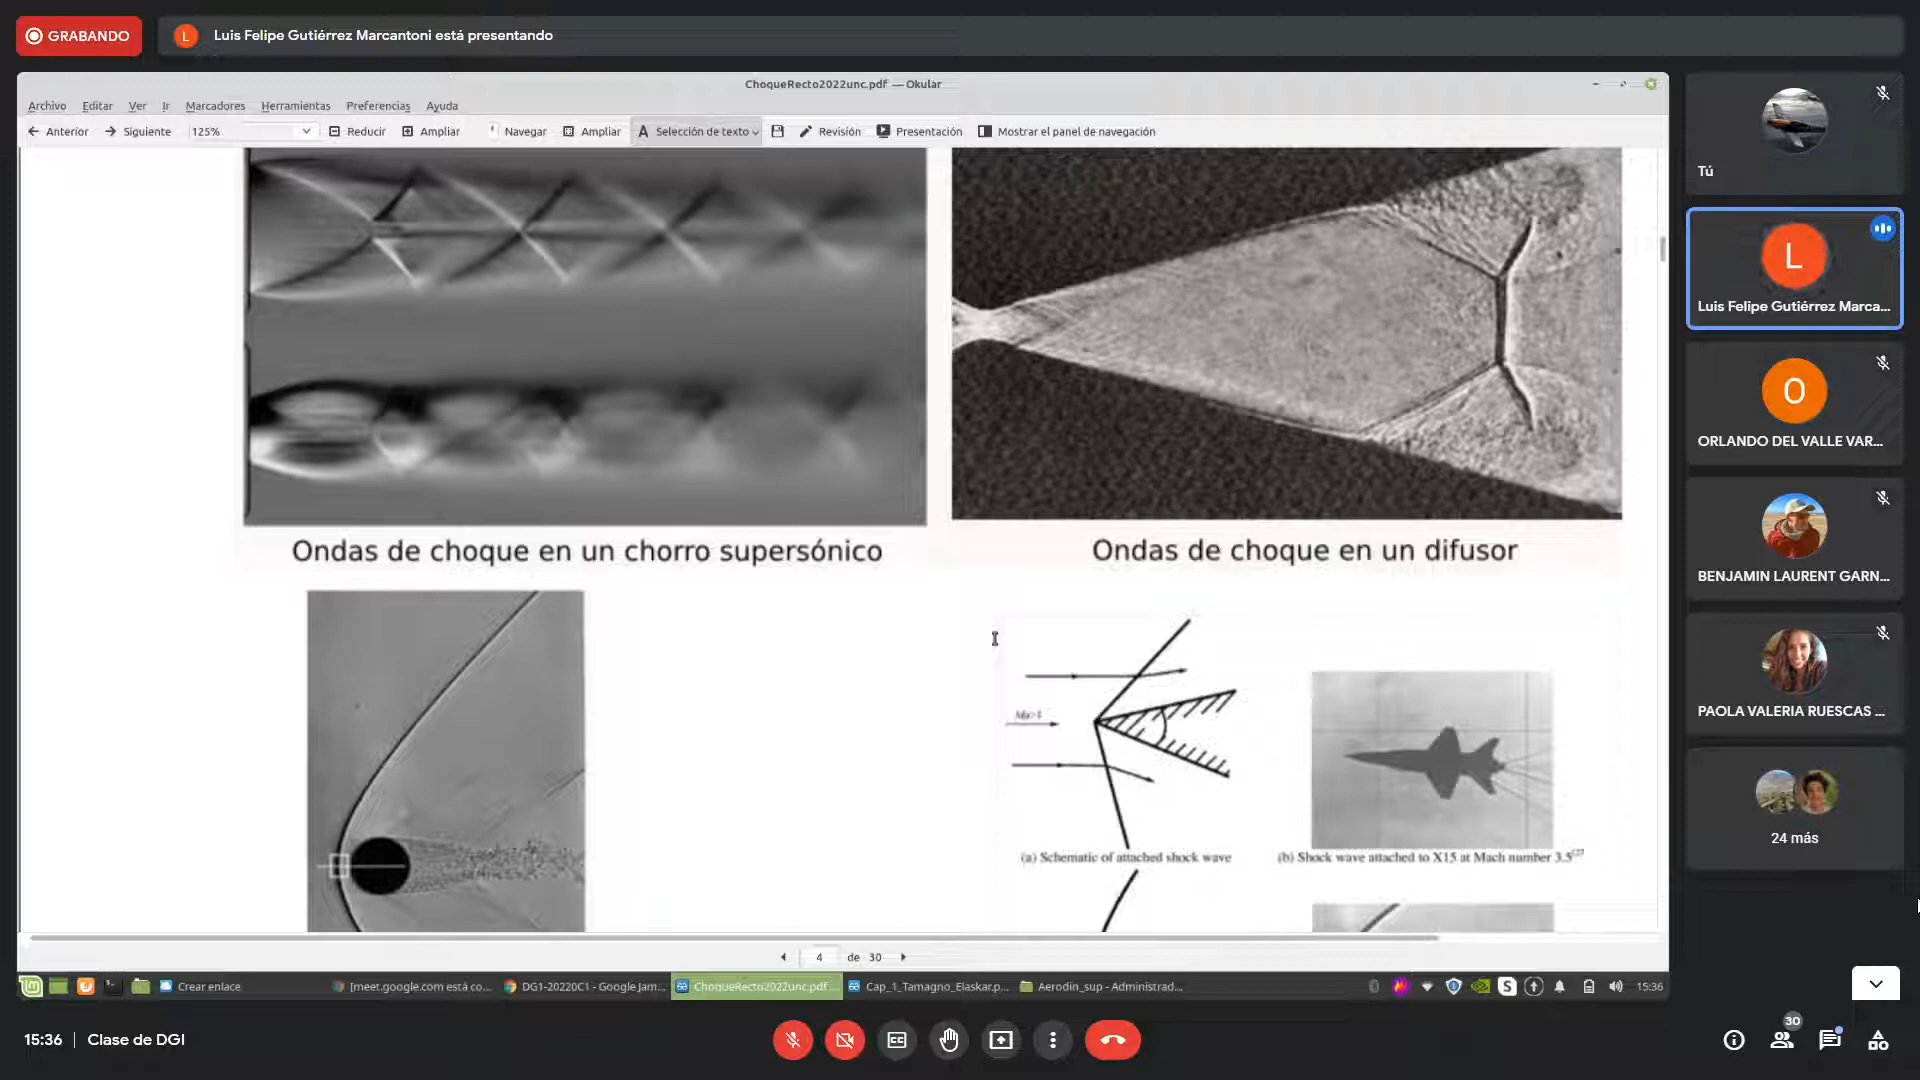 GRABANDO
L
Luis Felipe Gutiérrez Marcantoni está presentando
ChoqueRecto2022unc.pdf — Okular
Archivo Editar Ver Ir Marcadores Herramientas Preferencias Ayuda
Anterior Siguiente 125% Reducir Ampliar Navegar Ampliar A Selección de texto Revisión Presentación Mostrar el panel de navegación
Ondas de choque en un chorro supersónico
Ondas de choque en un difusor
Ma>1
(a) Schematic of attached shock wave
(b) Shock wave attached to X15 at Mach number 3.5
4 de 30
Crear enlace
[meet.google.com está co...
DG1-20220C1 - Google Jam...
ChoqueRecto2022unc.pdf...
Cap_1_Tamagno_Elaskar.p...
Aerodin_sup - Administrad...
S
15:36
Tú
L
Luis Felipe Gutiérrez Marca...
O
ORLANDO DEL VALLE VAR...
BENJAMIN LAURENT GARN...
PAOLA VALERIA RUESCAS ...
24 más
15:36 | Clase de DGI
30